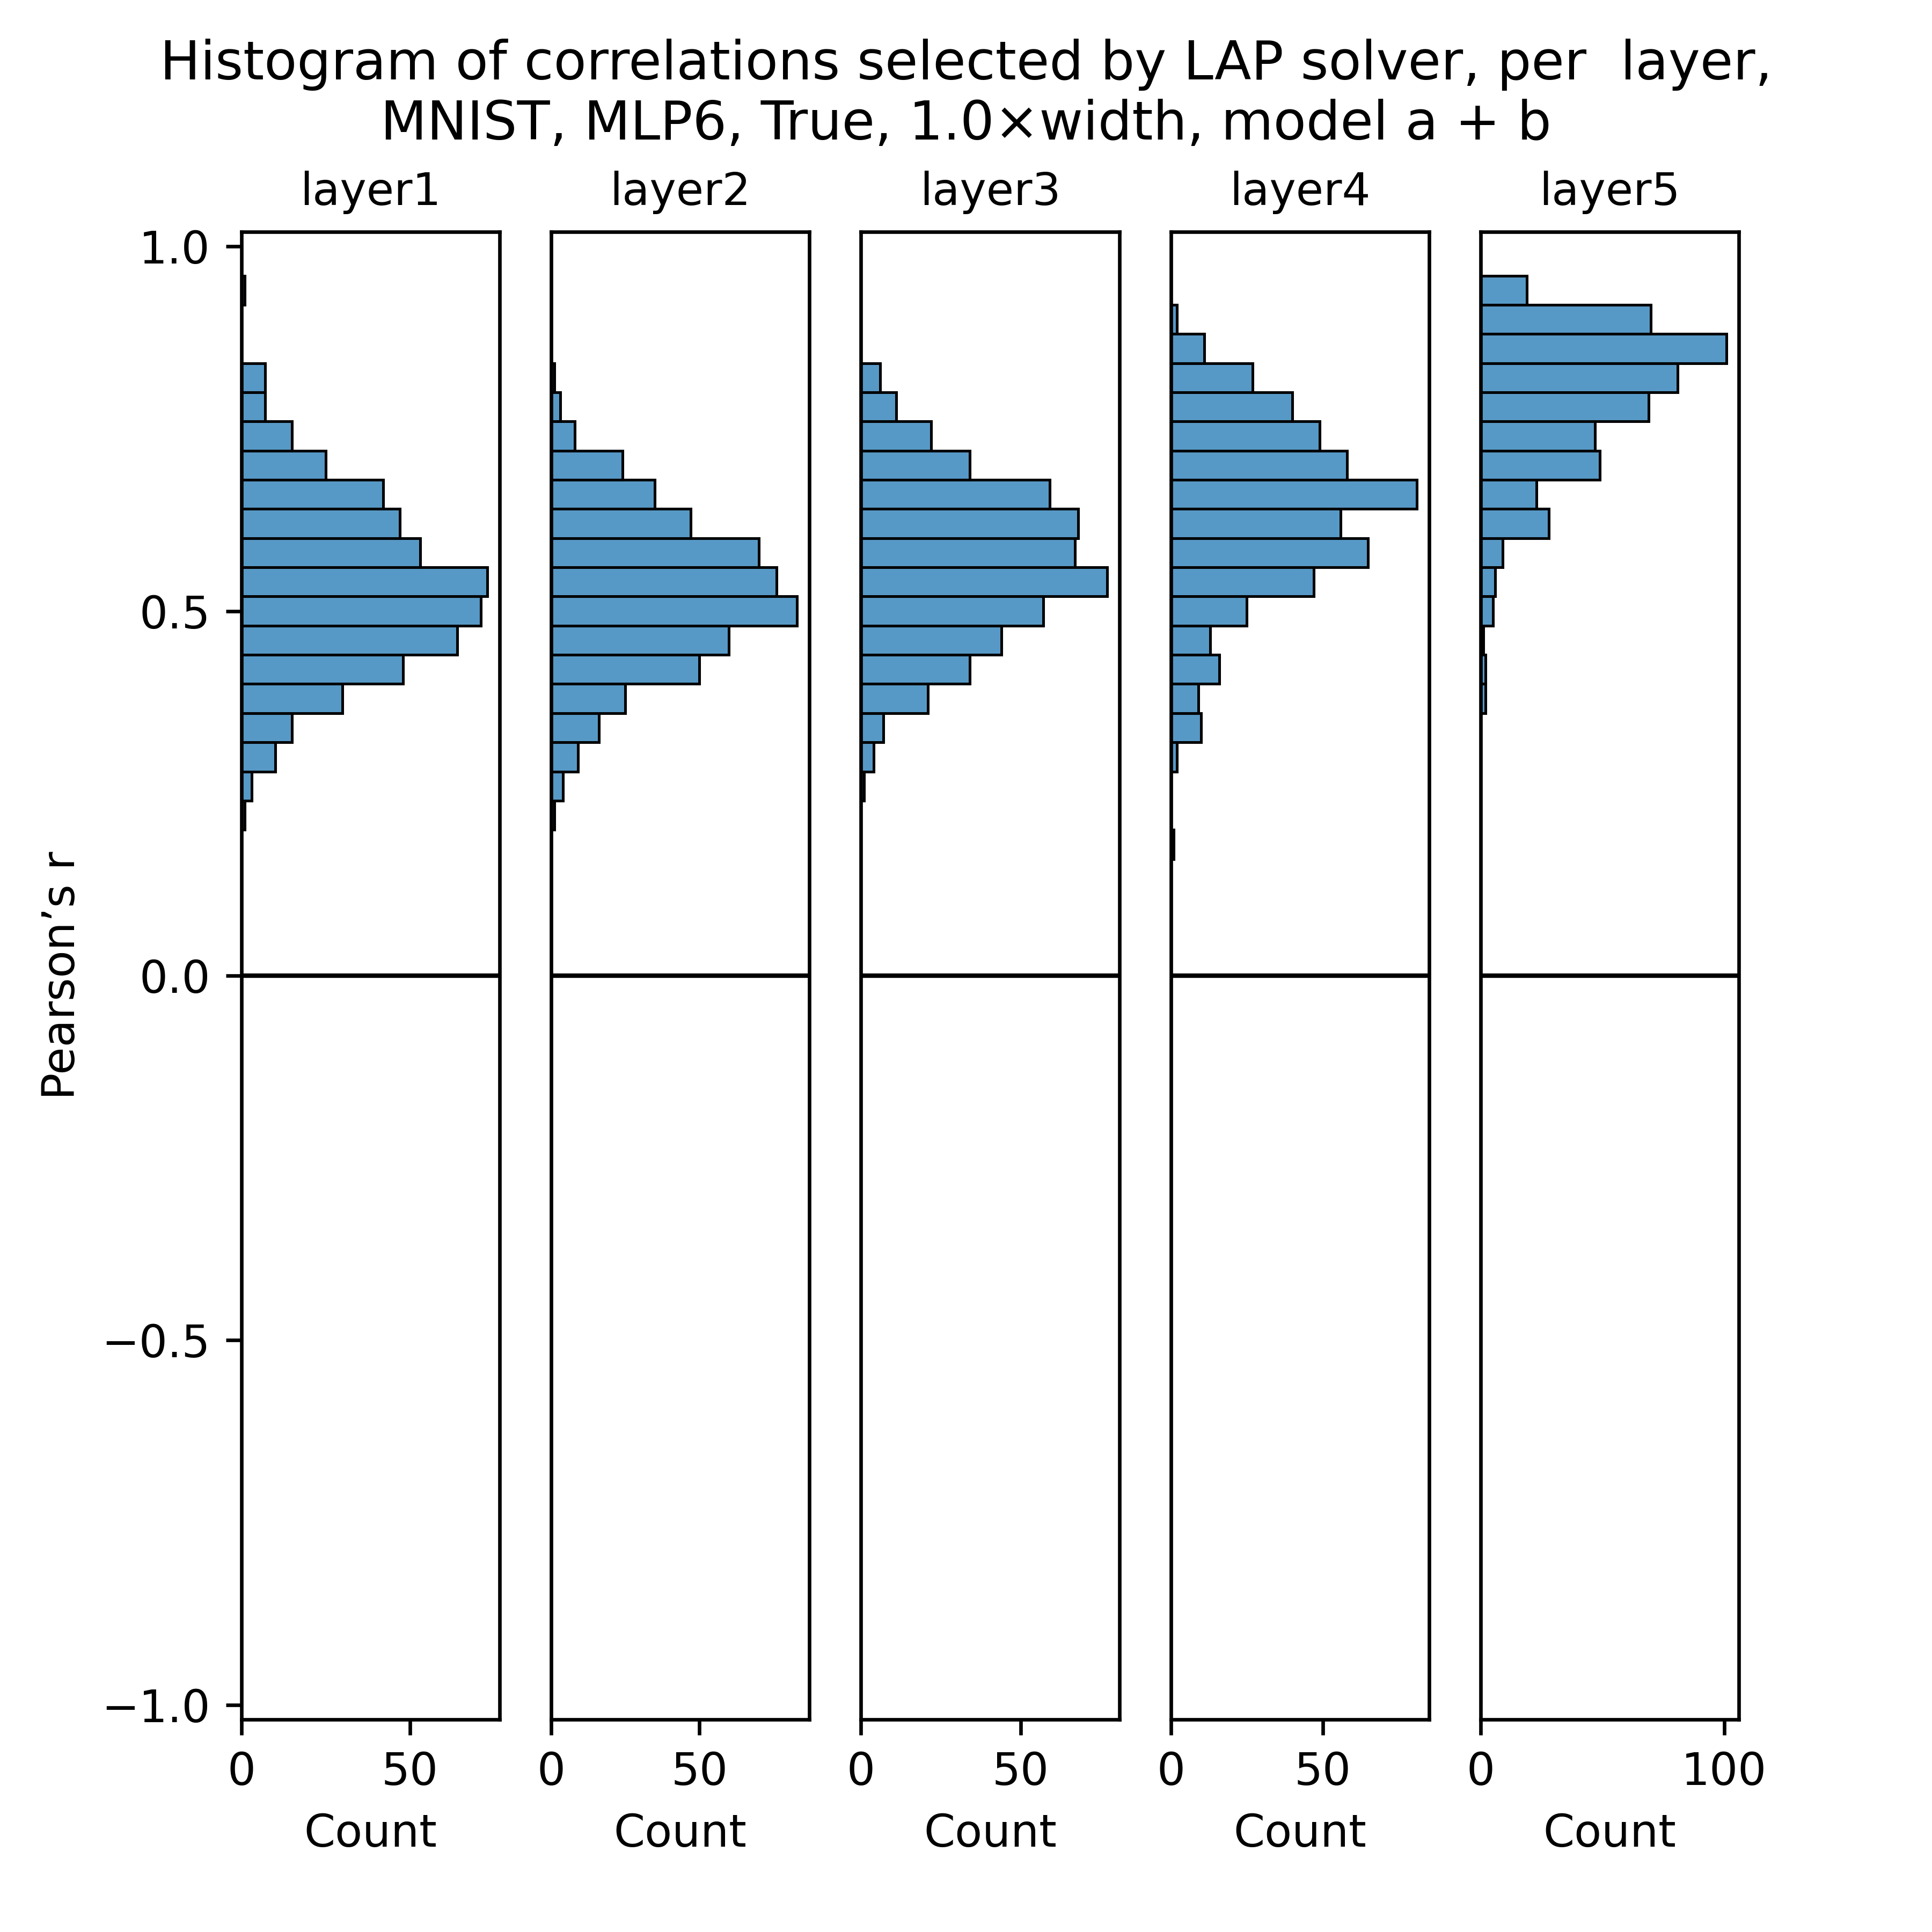 Histogram of correlations selected by LAP solver, per  layer,
MNIST, MLP6, True, 1.0×width, model a + b
layer1 layer2 layer3 layer4 layer5
1.0
0.5
0.0
−0.5
−1.0
Pearson’s r
0 50 0 50 0 50 0 50 0 100
Count Count Count Count Count